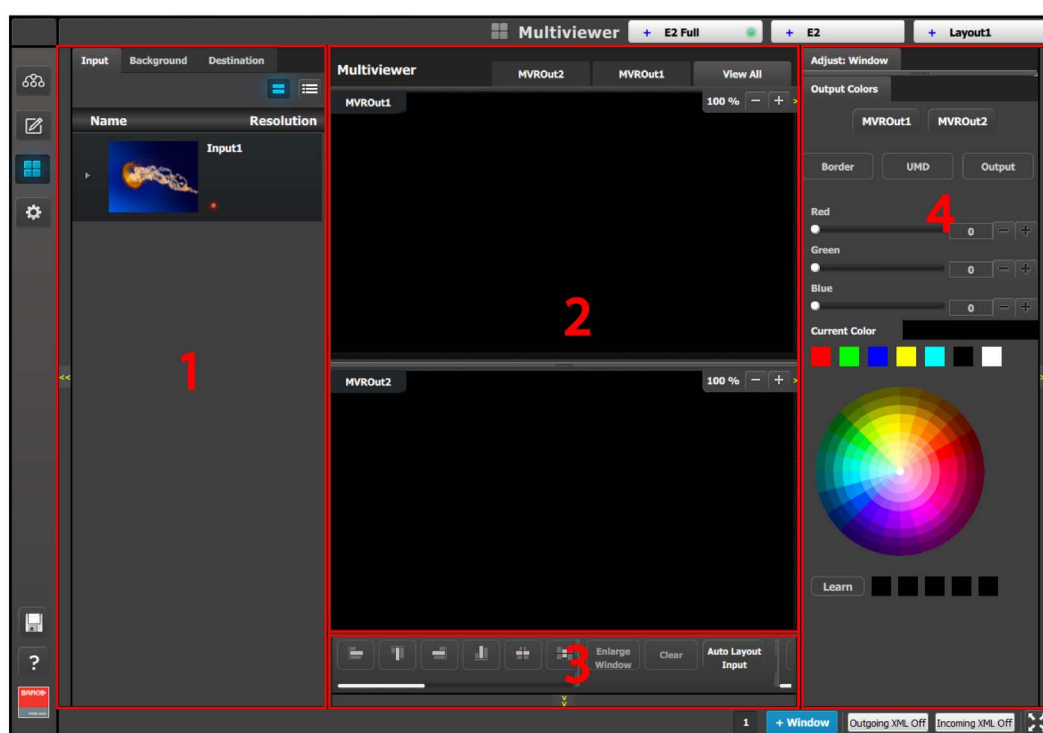 Multiviewer
+ E2 Full
+ E2
+ Layout1
Input Background Destination
Name Resolution
Input1
1
<<
Multiviewer
MVROut2 MVROut1 View All
MVROut1
100 % − + >
2
MVROut2
100 % − + >
3
Enlarge Window
Clear
Auto Layout Input
Adjust: Window
Output Colors
MVROut1 MVROut2
Border UMD Output
4
Red
0 − +
Green
0 − +
Blue
0 − +
Current Color
Learn
?
BARCO
1 + Window Outgoing XML Off Incoming XML Off